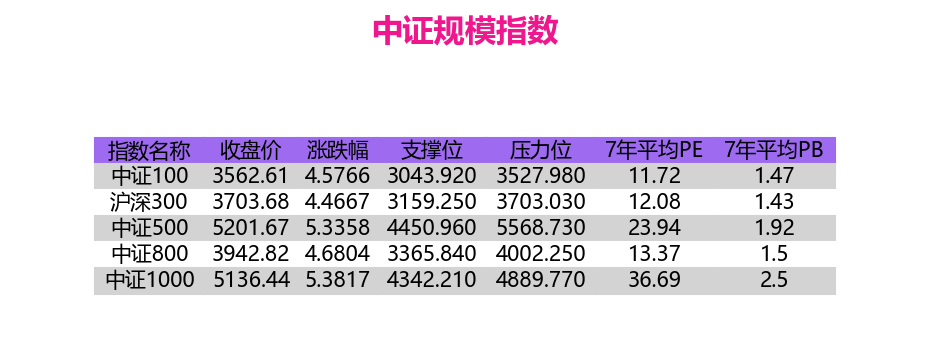 中证规模指数
指数名称 收盘价 涨跌幅 支撑位 压力位 7年平均PE 7年平均PB
中证100 3562.61 4.5766 3043.920 3527.980 11.72 1.47
沪深300 3703.68 4.4667 3159.250 3703.030 12.08 1.43
中证500 5201.67 5.3358 4450.960 5568.730 23.94 1.92
中证800 3942.82 4.6804 3365.840 4002.250 13.37 1.5
中证1000 5136.44 5.3817 4342.210 4889.770 36.69 2.5